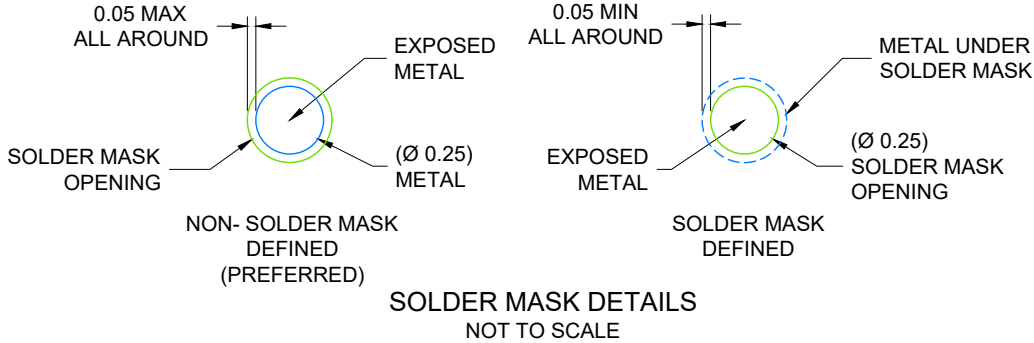 0.05 MAX
ALL AROUND
EXPOSED
METAL
SOLDER MASK
OPENING
(Ø 0.25)
METAL
NON- SOLDER MASK
DEFINED
(PREFERRED)
0.05 MIN
ALL AROUND
METAL UNDER
SOLDER MASK
EXPOSED
METAL
(Ø 0.25)
SOLDER MASK
OPENING
SOLDER MASK
DEFINED
SOLDER MASK DETAILS
NOT TO SCALE